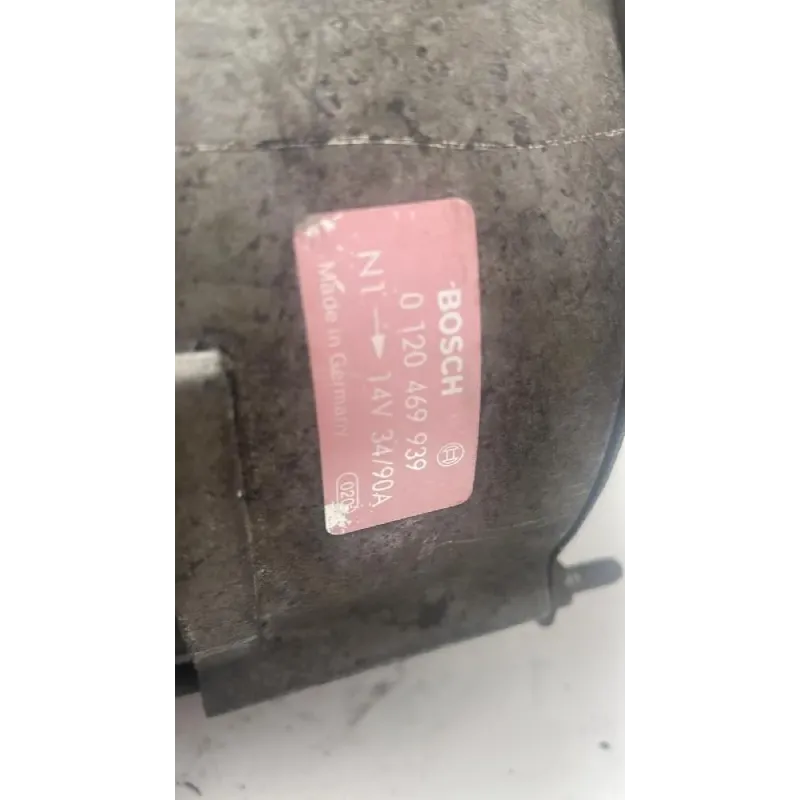 BOSCH
0 120 469 939
N1 → 14V 34/90A
Made in Germany